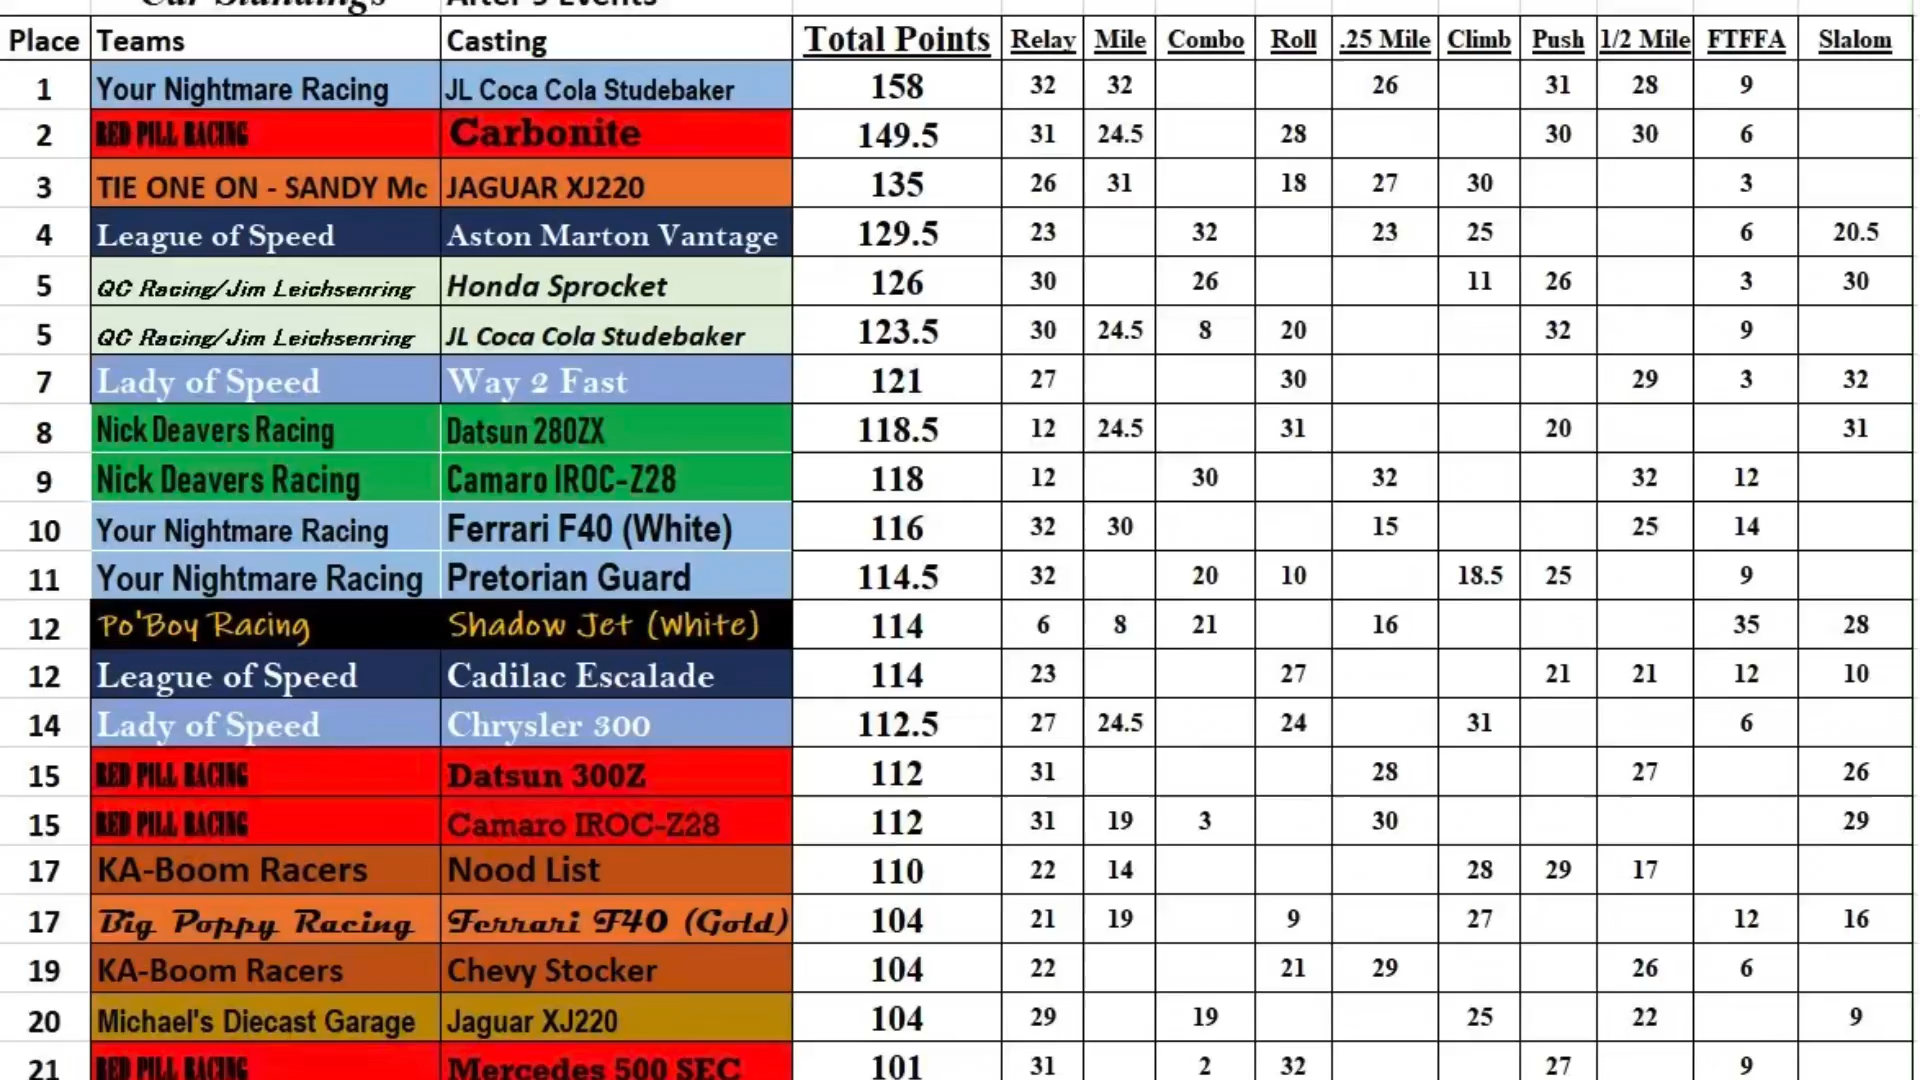 Car Standings After 9 Events
Place Teams Casting Total Points Relay Mile Combo Roll .25 Mile Climb Push 1/2 Mile FTFFA Slalom
1 Your Nightmare Racing JL Coca Cola Studebaker 158 32 32 26 31 28 9
2 RED PILL RACING Carbonite 149.5 31 24.5 28 30 30 6
3 TIE ONE ON - SANDY Mc JAGUAR XJ220 135 26 31 18 27 30 3
4 League of Speed Aston Marton Vantage 129.5 23 32 23 25 6 20.5
5 QC Racing/Jim Leichsenring Honda Sprocket 126 30 26 11 26 3 30
5 QC Racing/Jim Leichsenring JL Coca Cola Studebaker 123.5 30 24.5 8 20 32 9
7 Lady of Speed Way 2 Fast 121 27 30 29 3 32
8 Nick Deavers Racing Datsun 280ZX 118.5 12 24.5 31 20 31
9 Nick Deavers Racing Camaro IROC-Z28 118 12 30 32 32 12
10 Your Nightmare Racing Ferrari F40 (White) 116 32 30 15 25 14
11 Your Nightmare Racing Pretorian Guard 114.5 32 20 10 18.5 25 9
12 Po'Boy Racing Shadow Jet (White) 114 6 8 21 16 35 28
12 League of Speed Cadilac Escalade 114 23 27 21 21 12 10
14 Lady of Speed Chrysler 300 112.5 27 24.5 24 31 6
15 RED PILL RACING Datsun 300Z 112 31 28 27 26
15 RED PILL RACING Camaro IROC-Z28 112 31 19 3 30 29
17 KA-Boom Racers Nood List 110 22 14 28 29 17
17 Big Poppy Racing Ferrari F40 (Gold) 104 21 19 9 27 12 16
19 KA-Boom Racers Chevy Stocker 104 22 21 29 26 6
20 Michael's Diecast Garage Jaguar XJ220 104 29 19 25 22 9
21 RED PILL RACING Mercedes 500 SEC 101 31 2 32 27 9